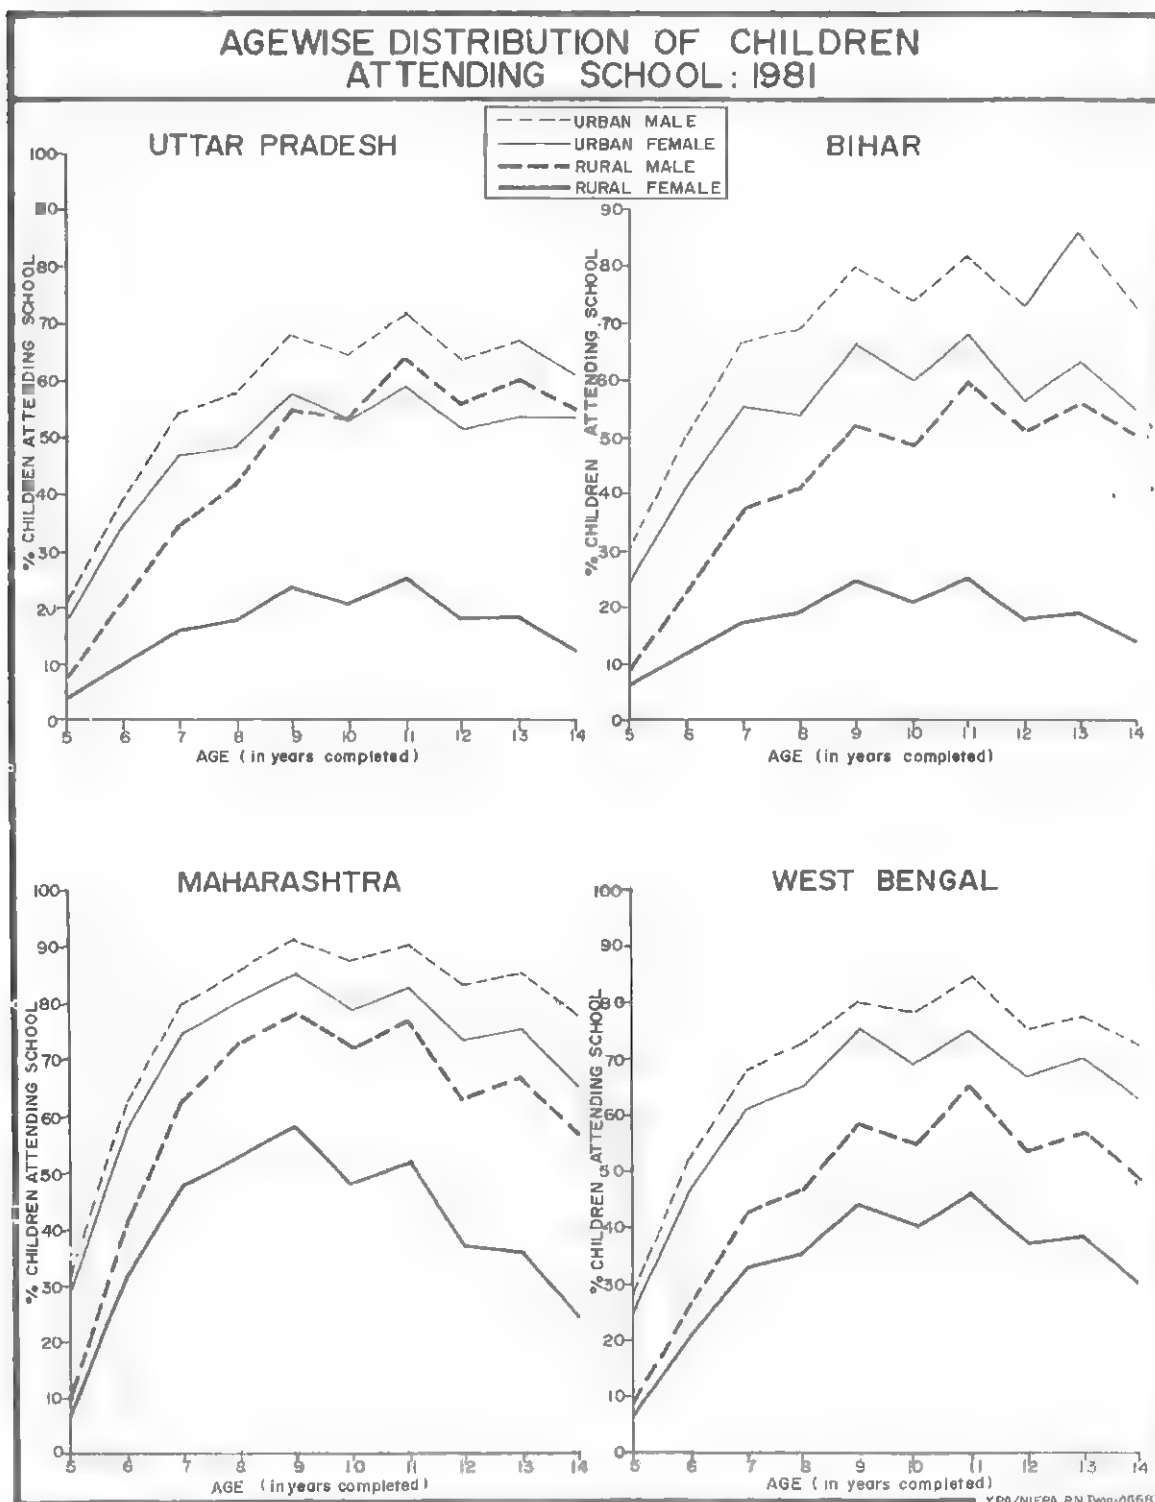 AGEWISE DISTRIBUTION OF CHILDREN
ATTENDING SCHOOL: 1981
URBAN MALE
URBAN FEMALE
RURAL MALE
RURAL FEMALE
UTTAR PRADESH
100
80
70
60
50
40
30
20
10
0
% CHILDREN ATTENDING SCHOOL
5 6 7 8 9 10 11 12 13 14
AGE (in years completed)
BIHAR
90
80
70
60
50
40
30
20
10
0
% CHILDREN ATTENDING SCHOOL
5 6 7 8 9 10 11 12 13 14
AGE (in years completed)
MAHARASHTRA
100
90
80
70
60
50
40
30
20
10
0
% CHILDREN ATTENDING SCHOOL
5 6 7 8 9 10 11 12 13 14
AGE (in years completed)
WEST BENGAL
100
90
80
70
60
50
40
30
20
10
0
% CHILDREN ATTENDING SCHOOL
5 6 7 8 9 10 11 12 13 14
AGE (in years completed)